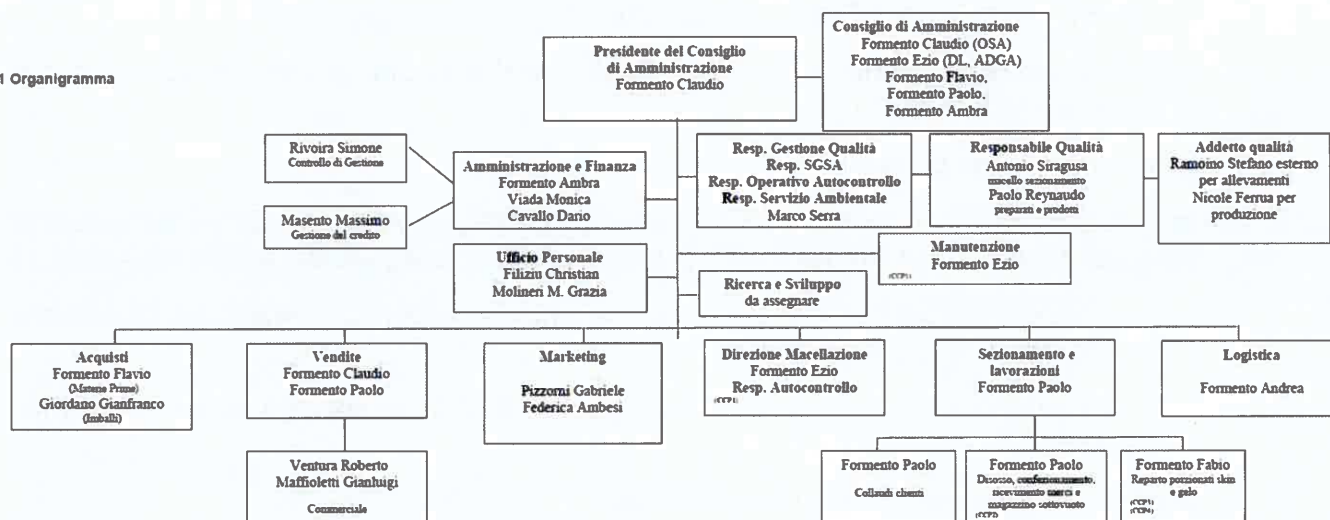 1 Organigramma
Presidente del Consiglio
di Amministrazione
Formento Claudio
Consiglio di Amministrazione
Formento Claudio (OSA)
Formento Ezio (DL, ADGA)
Formento Flavio,
Formento Paolo,
Formento Ambra
Rivoira Simone
Controllo di Gestione
Masento Massimo
Gestione del credito
Amministrazione e Finanza
Formento Ambra
Viada Monica
Cavallo Dario
Resp. Gestione Qualità
Resp. SGSA
Resp. Operativo Autocontrollo
Resp. Servizio Ambientale
Marco Serra
Responsabile Qualità
Antonio Siragusa
macello sezionamento
Paolo Reynaudo
preparati e prodotti
Addetto qualità
Ramoino Stefano esterno
per allevamenti
Nicole Ferrua per
produzione
Ufficio Personale
Filiziu Christian
Molineri M. Grazia
Manutenzione
Formento Ezio
(CCP1)
Ricerca e Sviluppo
da assegnare
Acquisti
Formento Flavio
(Materie Prime)
Giordano Gianfranco
(Imballi)
Vendite
Formento Claudio
Formento Paolo
Marketing
Pizzorni Gabriele
Federica Ambesi
Direzione Macellazione
Formento Ezio
Resp. Autocontrollo
(CCP1)
Sezionamento e
lavorazioni
Formento Paolo
Logistica
Formento Andrea
Ventura Roberto
Maffioletti Gianluigi
Commerciale
Formento Paolo
Collaudi clienti
Formento Paolo
Disosso, confezionamento,
ricevimento merci e
magazzino sottovuoto
(CCP2)
Formento Fabio
Reparto porzionati skin
e gelo
(CCP3)
(CCP4)